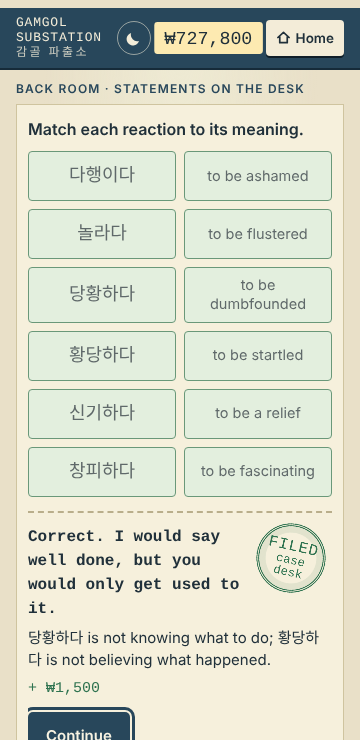 GAMGOL
SUBSTATION
감골 파출소
₩727,800
Home
BACK ROOM · STATEMENTS ON THE DESK
Match each reaction to its meaning.
다행이다
to be ashamed
놀라다
to be flustered
당황하다
to be
dumbfounded
황당하다
to be startled
신기하다
to be a relief
창피하다
to be fascinating
Correct. I would say
well done, but you
would only get used to
it.
FILED
case
desk
당황하다 is not knowing what to do; 황당하
다 is not believing what happened.
+ ₩1,500
Continue